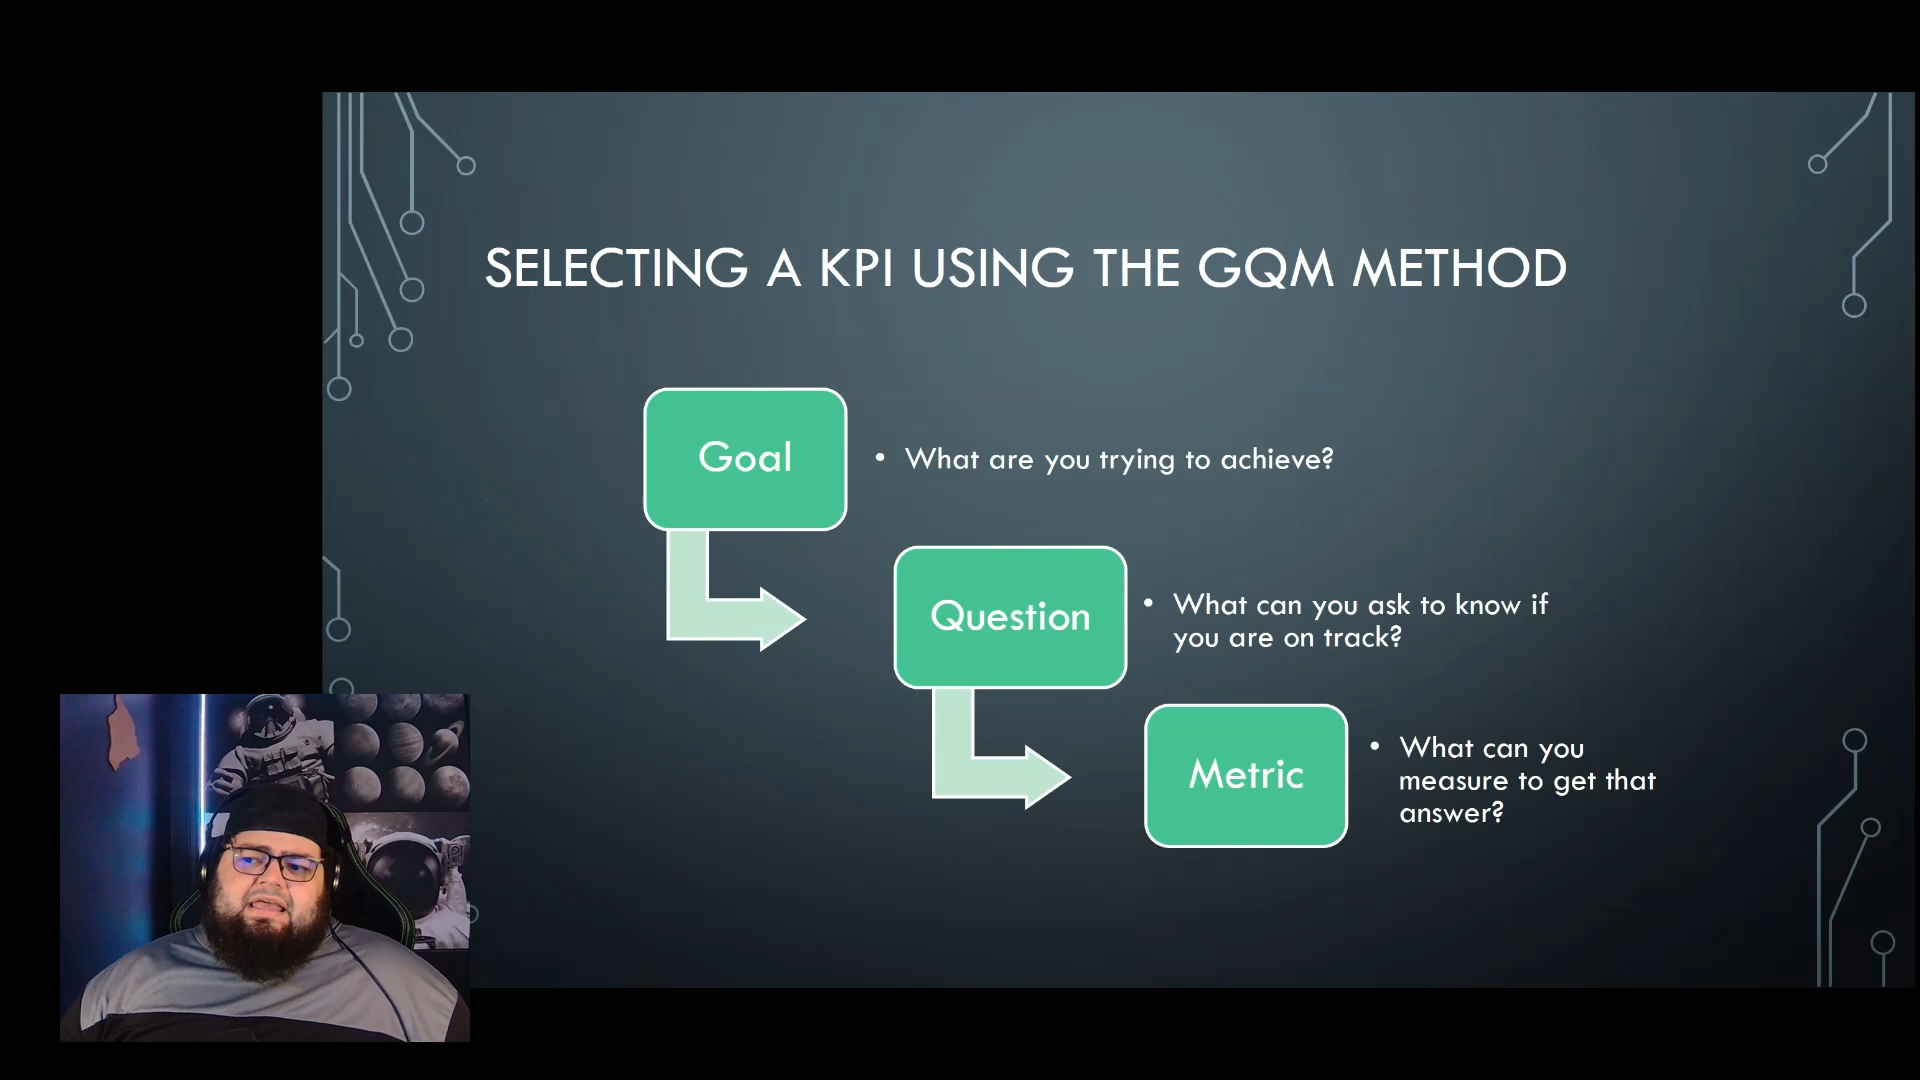 SELECTING A KPI USING THE GQM METHOD
Goal
• What are you trying to achieve?
Question
• What can you ask to know if
you are on track?
Metric
• What can you
measure to get that
answer?